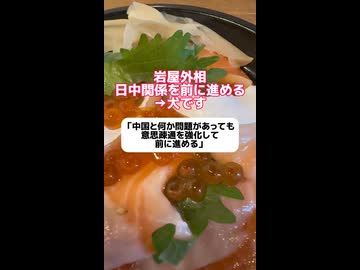 岩屋外相
日中関係を前に進める
→犬です
「中国と何か問題があっても
意思疎通を強化して
前に進める」